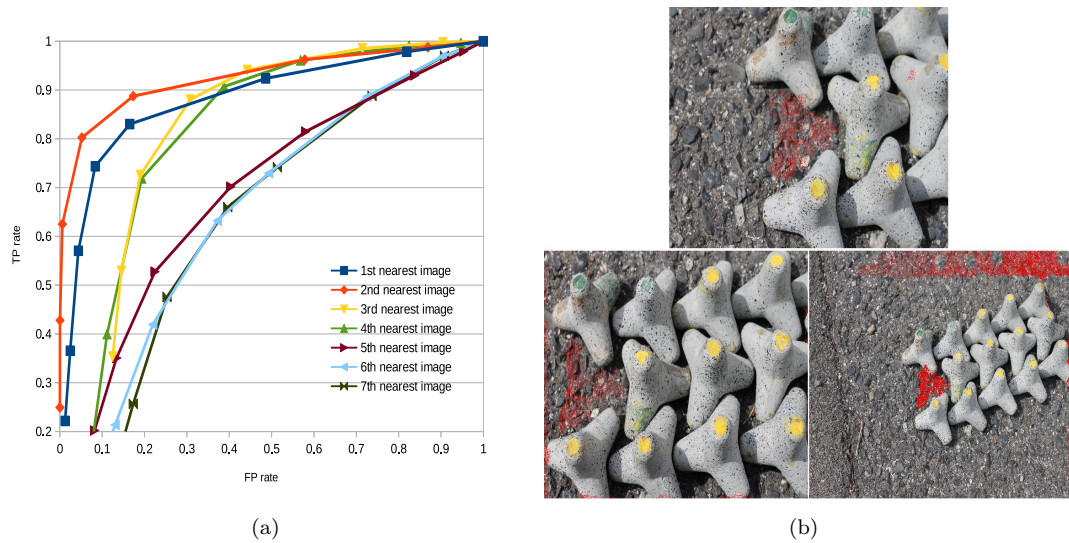 1
0.9
0.8
0.7
0.6
0.5
0.4
0.3
0.2
TP rate
0 0.1 0.2 0.3 0.4 0.5 0.6 0.7 0.8 0.9 1
FP rate
1st nearest image
2nd nearest image
3rd nearest image
4th nearest image
5th nearest image
6th nearest image
7th nearest image
(a)
(b)